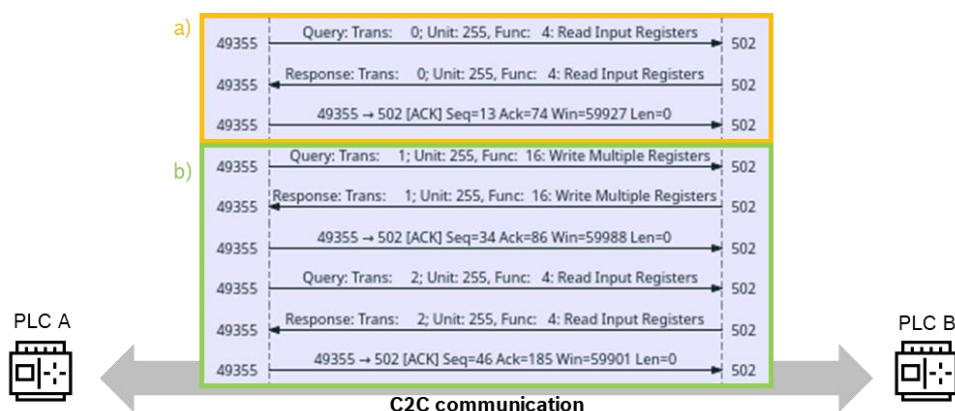 a)
Query: Trans: 0; Unit: 255, Func: 4: Read Input Registers
49355 502
Response: Trans: 0; Unit: 255, Func: 4: Read Input Registers
49355 502
49355 → 502 [ACK] Seq=13 Ack=74 Win=59927 Len=0
49355 502
b)
Query: Trans: 1; Unit: 255, Func: 16: Write Multiple Registers
49355 502
Response: Trans: 1; Unit: 255, Func: 16: Write Multiple Registers
49355 502
49355 → 502 [ACK] Seq=34 Ack=86 Win=59988 Len=0
49355 502
Query: Trans: 2; Unit: 255, Func: 4: Read Input Registers
49355 502
Response: Trans: 2; Unit: 255, Func: 4: Read Input Registers
49355 502
49355 → 502 [ACK] Seq=46 Ack=185 Win=59901 Len=0
49355 502
PLC A
PLC B
C2C communication